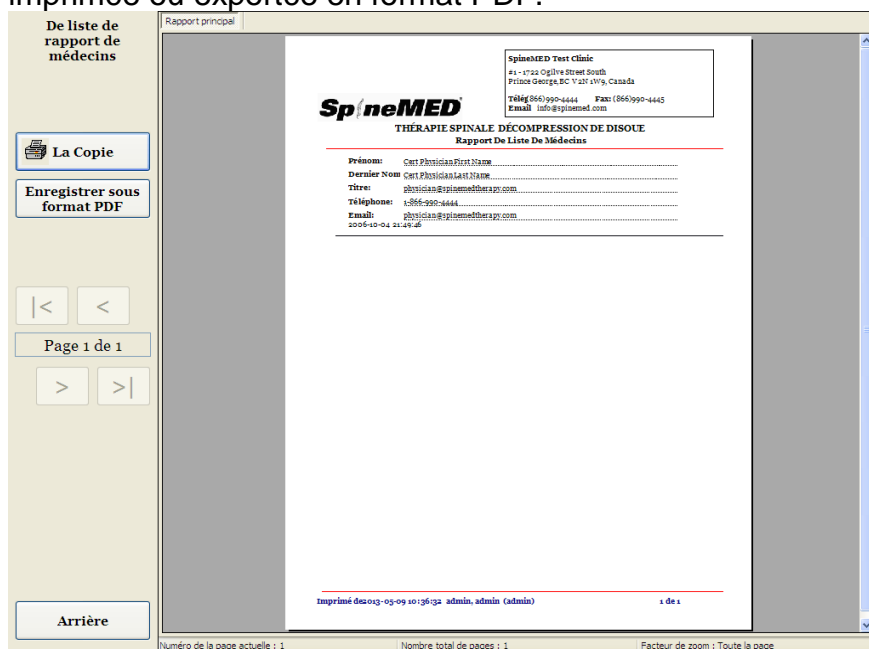 imprimée ou exportée en format PDF.
De liste de
rapport de
médecins
La Copie
Enregistrer sous
format PDF
|<
<
Page 1 de 1
>
>|
Arrière
Rapport principal
SpineMED Test Clinic
#1 - 1722 Ogilve Street South
Prince George, BC V2N 1W9, Canada
Télép(866)990-4444 Fax: (866)990-4445
Email info@spinemed.com
SpineMED
THÉRAPIE SPINALE DÉCOMPRESSION DE DISQUE
Rapport De Liste De Médecins
Prénom: Cert Physician First Name
Dernier Nom Cert Physician Last Name
Titre: physician@spinemedtherapy.com
Téléphone: 1-866-990-4444
Email: physician@spinemedtherapy.com
2006-10-04 21:49:46
Imprimé de2013-05-09 10:36:32 admin, admin (admin) 1 de 1
Numéro de la page actuelle : 1 Nombre total de pages : 1 Facteur de zoom : Toute la page